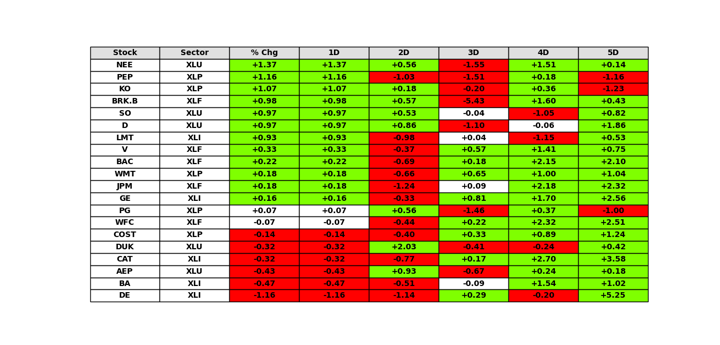 Stock Sector % Chg 1D 2D 3D 4D 5D
NEE XLU +1.37 +1.37 +0.56 -1.55 +1.51 +0.14
PEP XLP +1.16 +1.16 -1.03 -1.51 +0.18 -1.16
KO XLP +1.07 +1.07 +0.18 -0.20 +0.36 -1.23
BRK.B XLF +0.98 +0.98 +0.57 -5.43 +1.60 +0.43
SO XLU +0.97 +0.97 +0.53 -0.04 -1.05 +0.82
D XLU +0.97 +0.97 +0.86 -1.10 -0.06 +1.86
LMT XLI +0.93 +0.93 -0.96 +0.04 -1.15 +0.53
V XLF +0.33 +0.33 -0.37 +0.57 +1.41 +0.75
BAC XLF +0.22 +0.22 -0.69 +0.18 +2.15 +2.10
WMT XLP +0.18 +0.18 -0.66 +0.65 +1.00 +1.04
JPM XLF +0.18 +0.18 -1.24 +0.09 +2.18 +2.32
GE XLI +0.16 +0.16 -0.33 +0.81 +1.70 +2.56
PG XLP +0.07 +0.07 +0.56 -1.46 +0.37 -1.00
WFC XLF -0.07 -0.07 -0.44 +0.22 +2.32 +2.51
COST XLP -0.14 -0.14 -0.40 +0.33 +0.89 +1.24
DUK XLU -0.32 -0.32 +2.03 -0.41 -0.24 +0.42
CAT XLI -0.32 -0.32 -0.77 +0.17 +2.70 +3.58
AEP XLU -0.43 -0.43 +0.93 -0.67 +0.24 +0.18
BA XLI -0.47 -0.47 -0.51 -0.09 +1.54 +1.02
DE XLI -1.16 -1.16 -1.14 +0.29 -0.20 +5.25